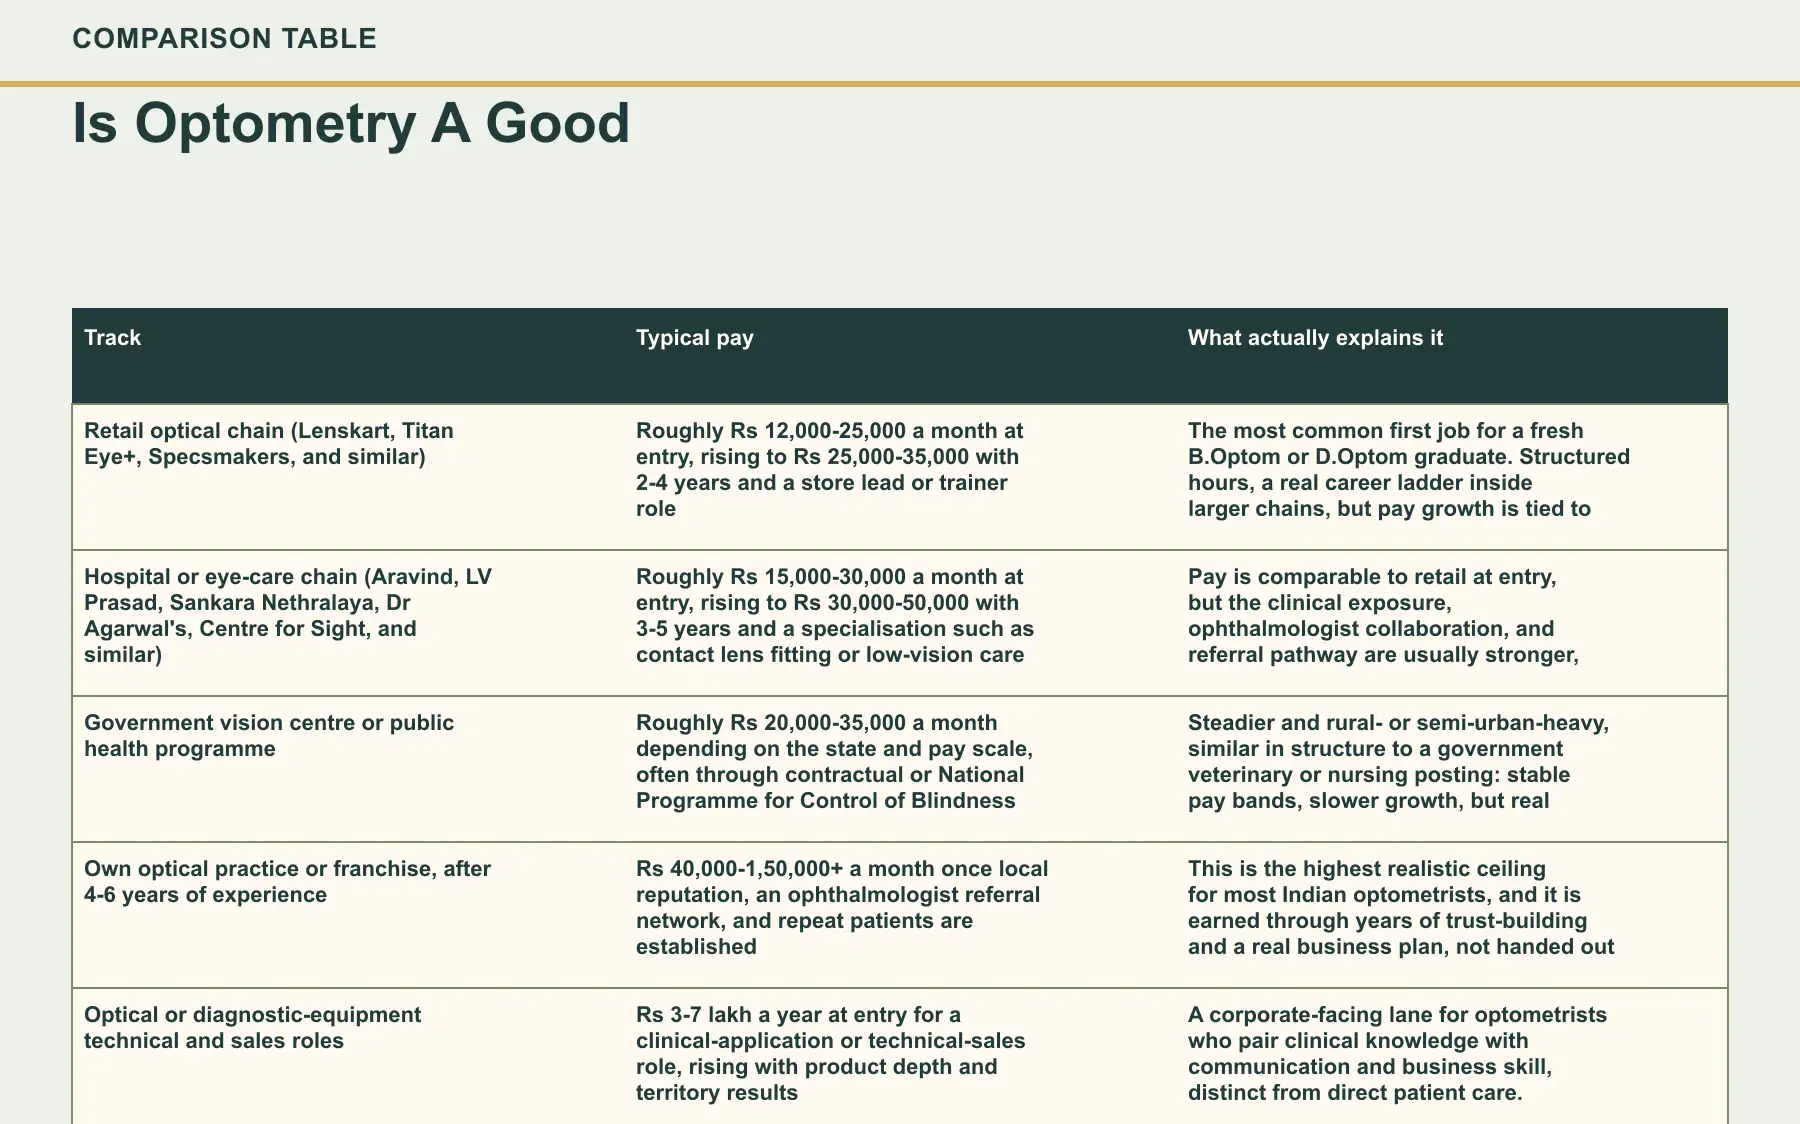 COMPARISON TABLE
Is Optometry A Good
Track
Typical pay
What actually explains it
Retail optical chain (Lenskart, Titan
Eye+, Specsmakers, and similar)
Roughly Rs 12,000-25,000 a month at
entry, rising to Rs 25,000-35,000 with
2-4 years and a store lead or trainer
role
The most common first job for a fresh
B.Optom or D.Optom graduate. Structured
hours, a real career ladder inside
larger chains, but pay growth is tied to
Hospital or eye-care chain (Aravind, LV
Prasad, Sankara Nethralaya, Dr
Agarwal's, Centre for Sight, and
similar)
Roughly Rs 15,000-30,000 a month at
entry, rising to Rs 30,000-50,000 with
3-5 years and a specialisation such as
contact lens fitting or low-vision care
Pay is comparable to retail at entry,
but the clinical exposure,
ophthalmologist collaboration, and
referral pathway are usually stronger,
Government vision centre or public
health programme
Roughly Rs 20,000-35,000 a month
depending on the state and pay scale,
often through contractual or National
Programme for Control of Blindness
Steadier and rural- or semi-urban-heavy,
similar in structure to a government
veterinary or nursing posting: stable
pay bands, slower growth, but real
Own optical practice or franchise, after
4-6 years of experience
Rs 40,000-1,50,000+ a month once local
reputation, an ophthalmologist referral
network, and repeat patients are
established
This is the highest realistic ceiling
for most Indian optometrists, and it is
earned through years of trust-building
and a real business plan, not handed out
Optical or diagnostic-equipment
technical and sales roles
Rs 3-7 lakh a year at entry for a
clinical-application or technical-sales
role, rising with product depth and
territory results
A corporate-facing lane for optometrists
who pair clinical knowledge with
communication and business skill,
distinct from direct patient care.